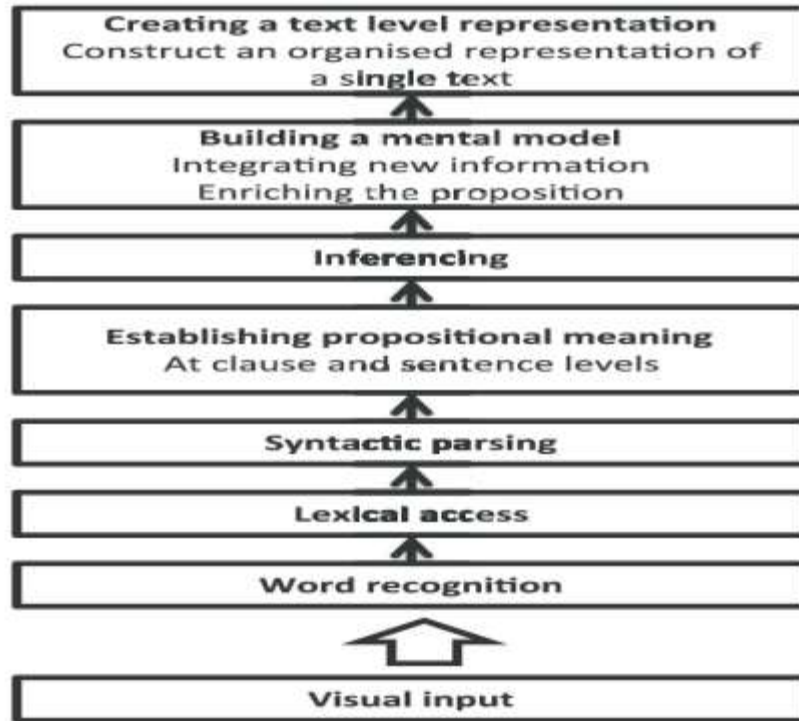 Creating a text level representation
Construct an organised representation of
a single text
Building a mental model
Integrating new information
Enriching the proposition
Inferencing
Establishing propositional meaning
At clause and sentence levels
Syntactic parsing
Lexical access
Word recognition
Visual input